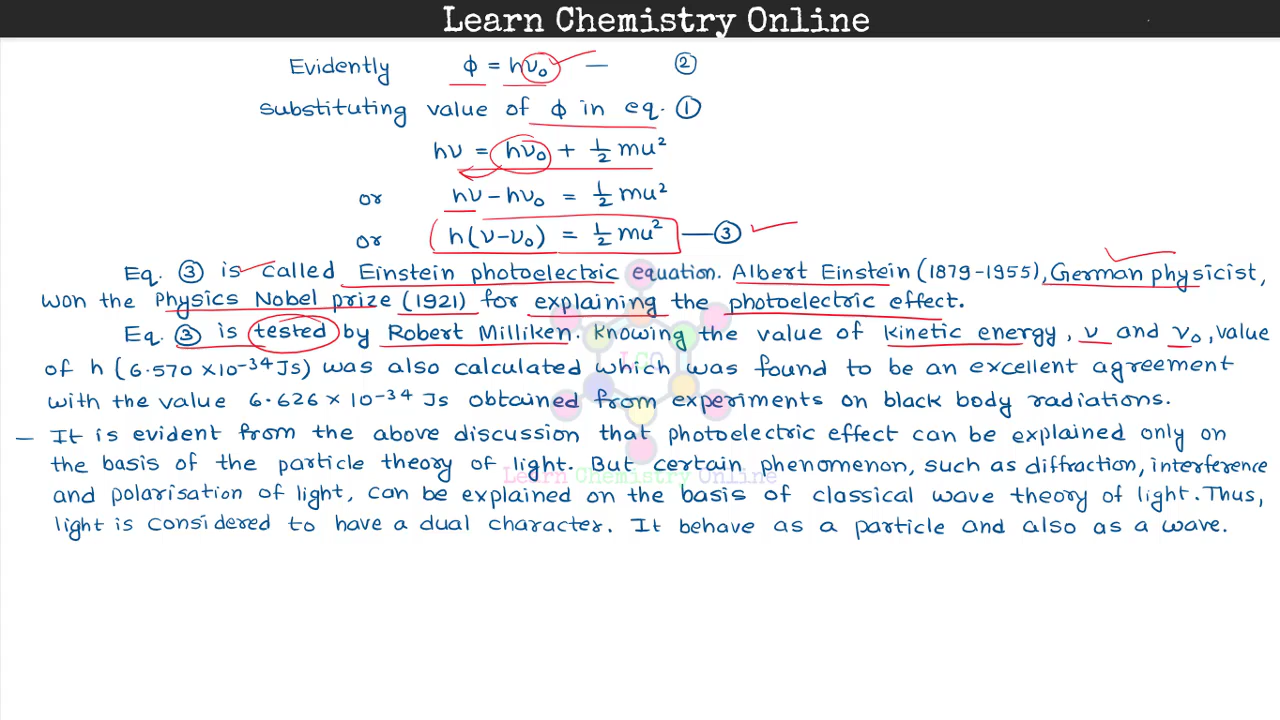 Learn Chemistry Online
Evidently ϕ = hν₀ — ②
substituting value of ϕ in eq. ①
hν = hν₀ + ½ mu²
or hν – hν₀ = ½ mu²
or h(ν–ν₀) = ½ mu² — ③
Eq. ③ is called Einstein photoelectric equation. Albert Einstein (1879-1955), German physicist,
won the Physics Nobel prize (1921) for explaining the photoelectric effect.
Eq. ③ is tested by Robert Milliken. Knowing the value of kinetic energy, ν and ν₀, value
of h (6.570 ×10⁻³⁴ Js) was also calculated which was found to be an excellent agreement
with the value 6.626 × 10⁻³⁴ Js obtained from experiments on black body radiations.
– It is evident from the above discussion that photoelectric effect can be explained only on
the basis of the particle theory of light. But certain phenomenon, such as diffraction, interference
and polarisation of light, can be explained on the basis of classical wave theory of light. Thus,
light is considered to have a dual character. It behave as a particle and also as a wave.
LCO
Learn Chemistry Online